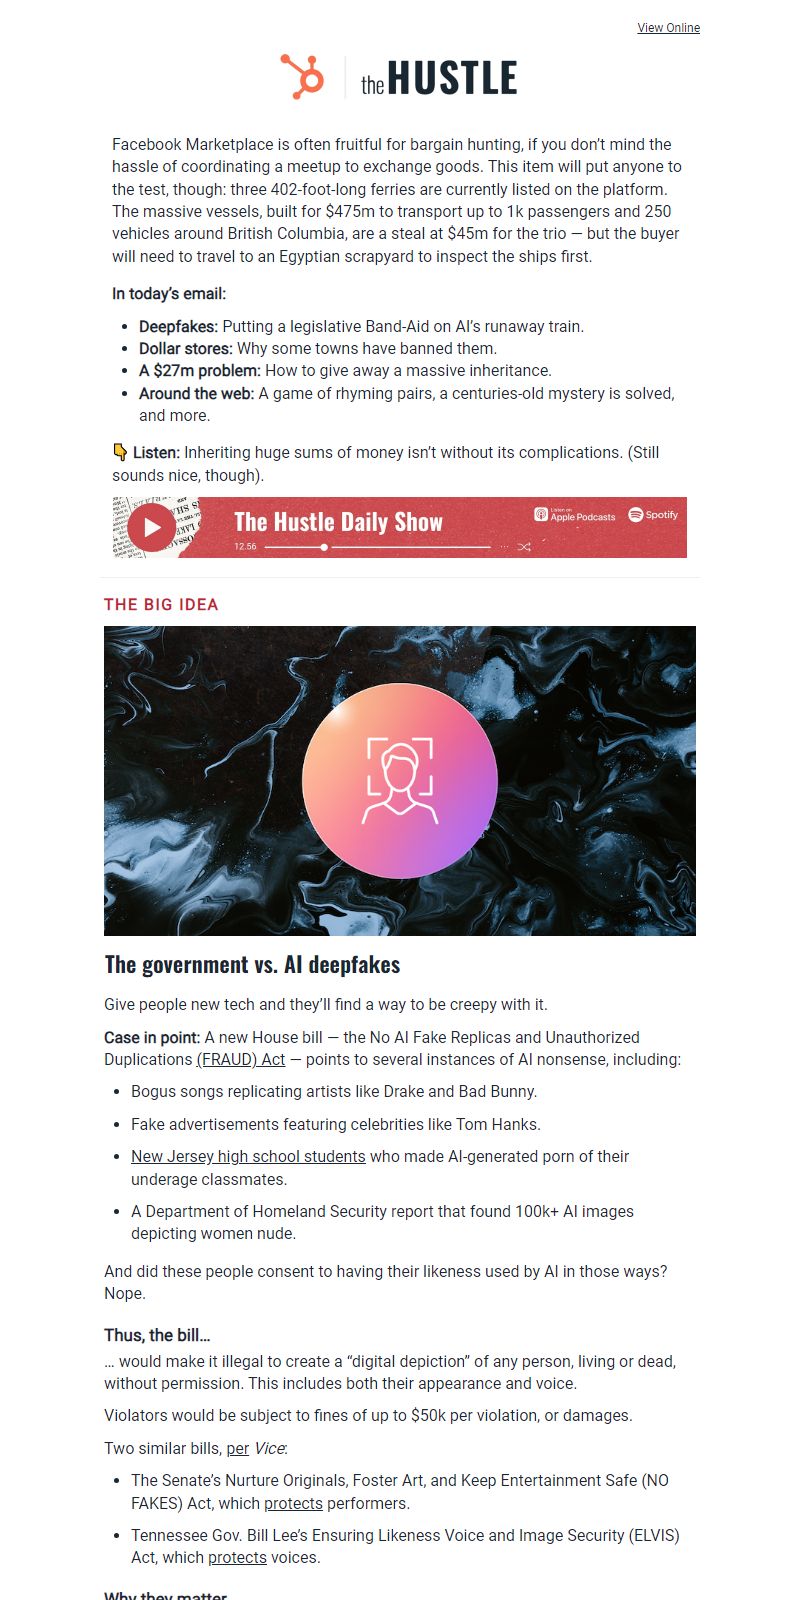 View Online
the HUSTLE
Facebook Marketplace is often fruitful for bargain hunting, if you don’t mind the
hassle of coordinating a meetup to exchange goods. This item will put anyone to
the test, though: three 402-foot-long ferries are currently listed on the platform.
The massive vessels, built for $475m to transport up to 1k passengers and 250
vehicles around British Columbia, are a steal at $45m for the trio — but the buyer
will need to travel to an Egyptian scrapyard to inspect the ships first.
In today’s email:
• Deepfakes: Putting a legislative Band-Aid on AI’s runaway train.
• Dollar stores: Why some towns have banned them.
• A $27m problem: How to give away a massive inheritance.
• Around the web: A game of rhyming pairs, a centuries-old mystery is solved,
and more.
👇 Listen: Inheriting huge sums of money isn’t without its complications. (Still
sounds nice, though).
The Hustle Daily Show
Listen on
Apple Podcasts
Spotify
12.56
THE BIG IDEA
The government vs. AI deepfakes
Give people new tech and they’ll find a way to be creepy with it.
Case in point: A new House bill — the No AI Fake Replicas and Unauthorized
Duplications (FRAUD) Act — points to several instances of AI nonsense, including:
• Bogus songs replicating artists like Drake and Bad Bunny.
• Fake advertisements featuring celebrities like Tom Hanks.
• New Jersey high school students who made AI-generated porn of their
underage classmates.
• A Department of Homeland Security report that found 100k+ AI images
depicting women nude.
And did these people consent to having their likeness used by AI in those ways?
Nope.
Thus, the bill…
… would make it illegal to create a “digital depiction” of any person, living or dead,
without permission. This includes both their appearance and voice.
Violators would be subject to fines of up to $50k per violation, or damages.
Two similar bills, per Vice:
• The Senate’s Nurture Originals, Foster Art, and Keep Entertainment Safe (NO
FAKES) Act, which protects performers.
• Tennessee Gov. Bill Lee’s Ensuring Likeness Voice and Image Security (ELVIS)
Act, which protects voices.
Why they matter